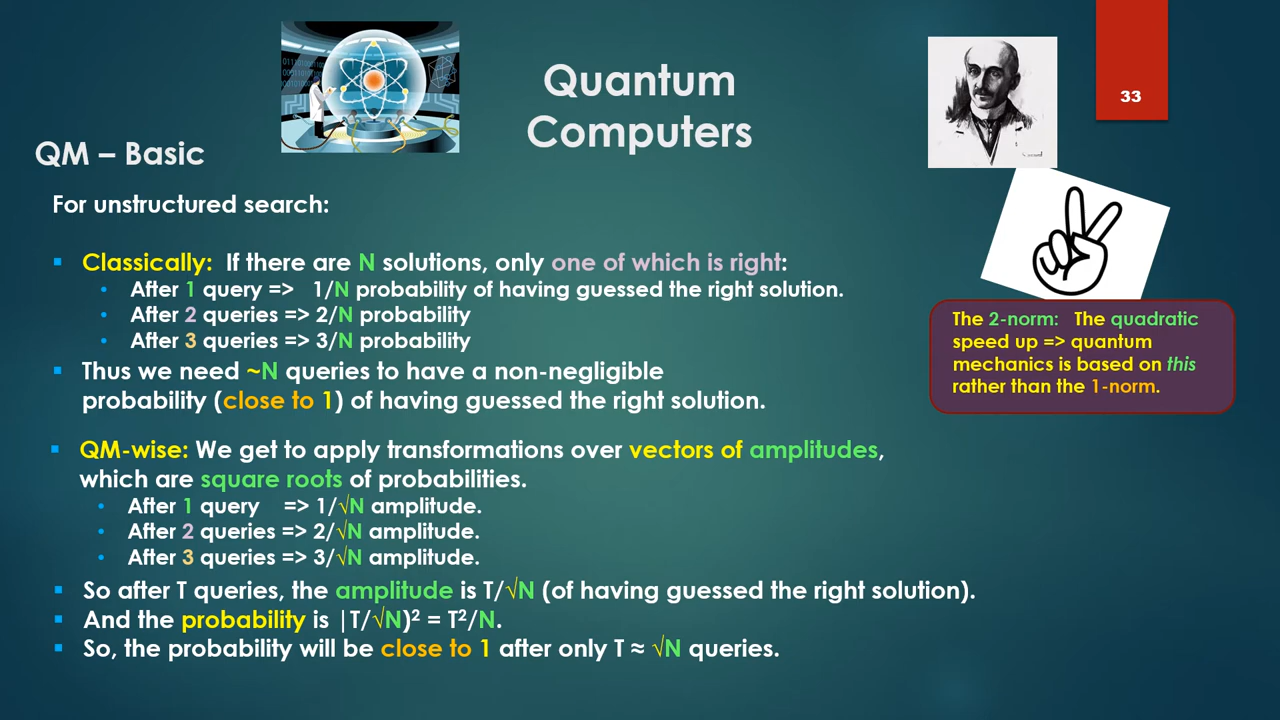 Quantum
Computers
33
QM – Basic
For unstructured search:
▪ Classically: If there are N solutions, only one of which is right:
• After 1 query => 1/N probability of having guessed the right solution.
• After 2 queries => 2/N probability
• After 3 queries => 3/N probability
▪ Thus we need ~N queries to have a non-negligible
probability (close to 1) of having guessed the right solution.
The 2-norm: The quadratic
speed up => quantum
mechanics is based on this
rather than the 1-norm.
▪ QM-wise: We get to apply transformations over vectors of amplitudes,
which are square roots of probabilities.
• After 1 query => 1/√N amplitude.
• After 2 queries => 2/√N amplitude.
• After 3 queries => 3/√N amplitude.
▪ So after T queries, the amplitude is T/√N (of having guessed the right solution).
▪ And the probability is |T/√N)² = T²/N.
▪ So, the probability will be close to 1 after only T ≈ √N queries.